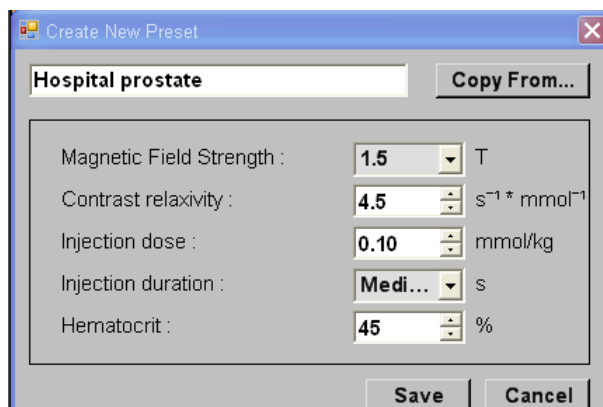 Create New Preset
Hospital prostate Copy From...
Magnetic Field Strength : 1.5 T
Contrast relaxivity : 4.5 s⁻¹ * mmol⁻¹
Injection dose : 0.10 mmol/kg
Injection duration : Medi... s
Hematocrit : 45 %
Save Cancel